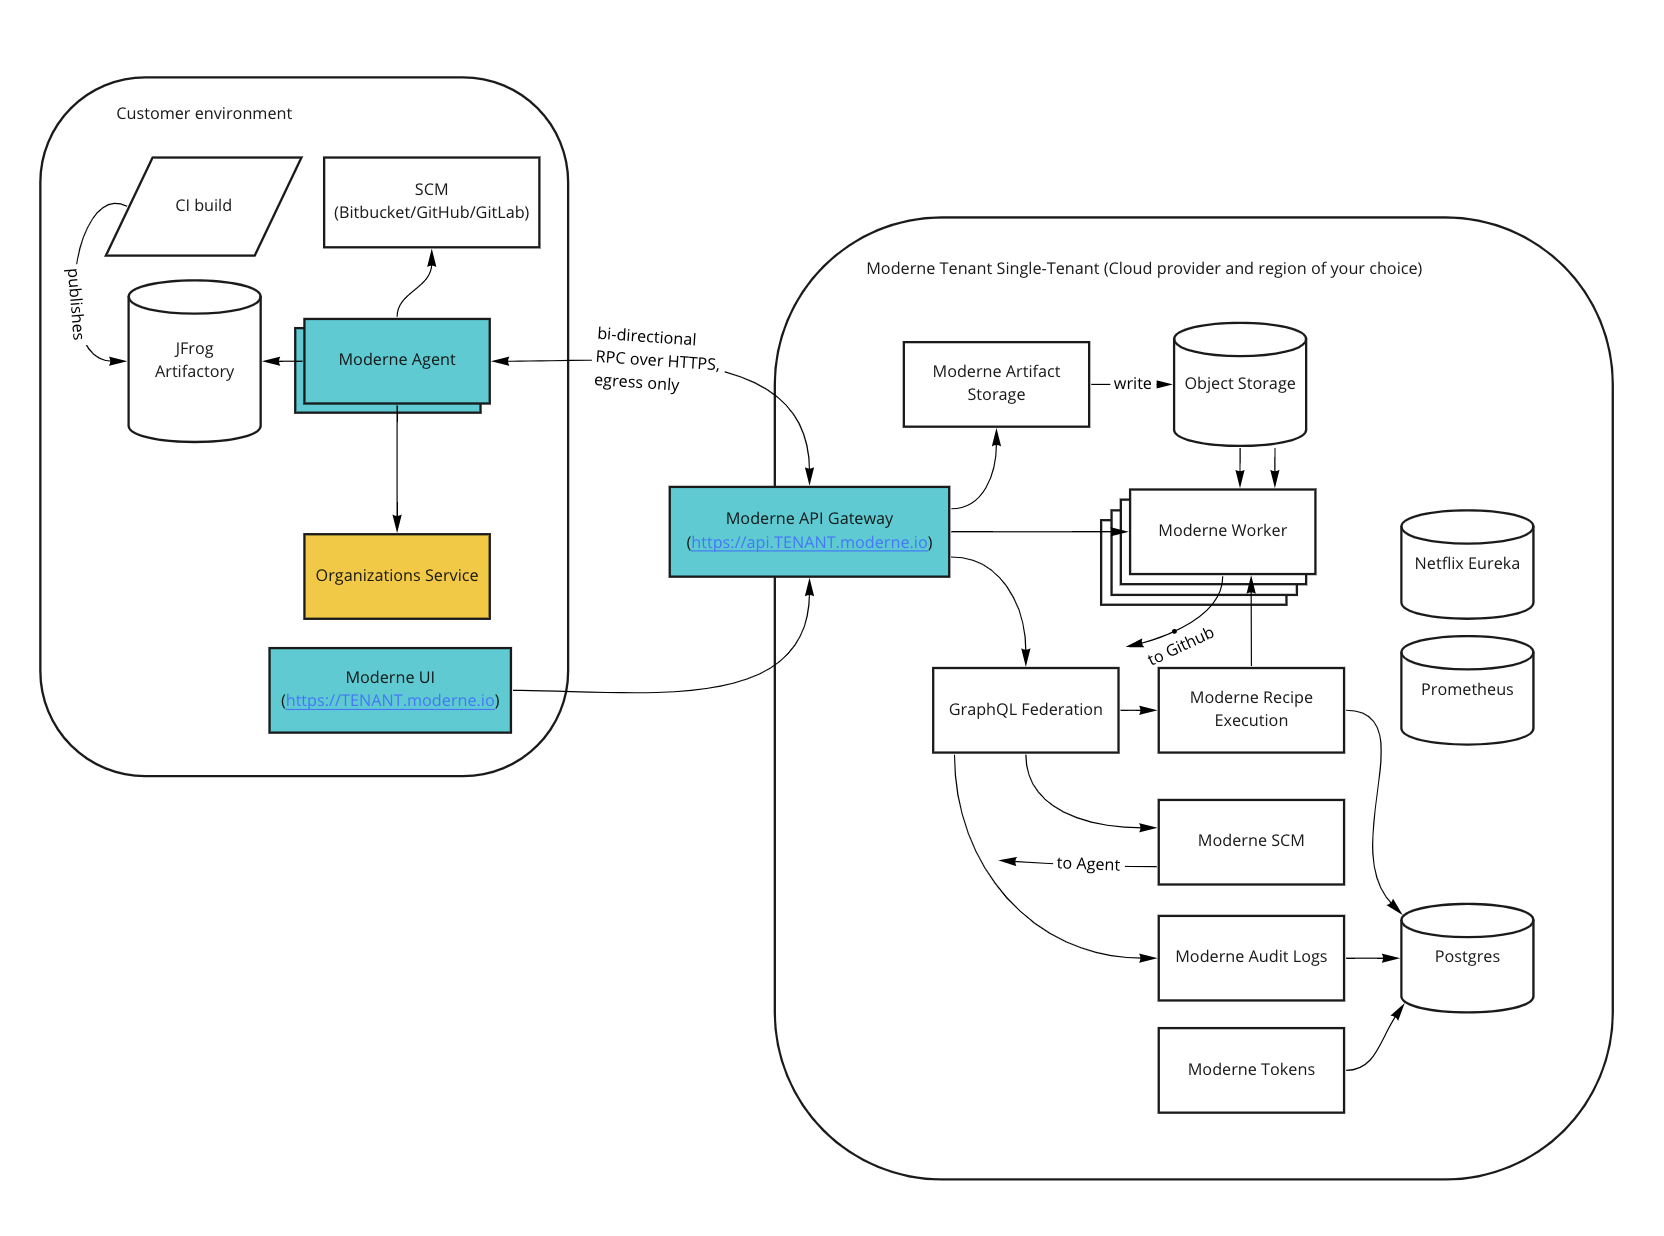 Customer environment
CI build
SCM
(Bitbucket/GitHub/GitLab)
publishes
JFrog
Artifactory
Moderne Agent
bi-directional
RPC over HTTPS,
egress only
Organizations Service
Moderne UI
(https://TENANT.moderne.io)
Moderne Tenant Single-Tenant (Cloud provider and region of your choice)
Moderne Artifact
Storage
write
Object Storage
Moderne API Gateway
(https://api.TENANT.moderne.io)
Moderne Worker
Netflix Eureka
to Github
Prometheus
GraphQL Federation
Moderne Recipe
Execution
Moderne SCM
to Agent
Moderne Audit Logs
Postgres
Moderne Tokens